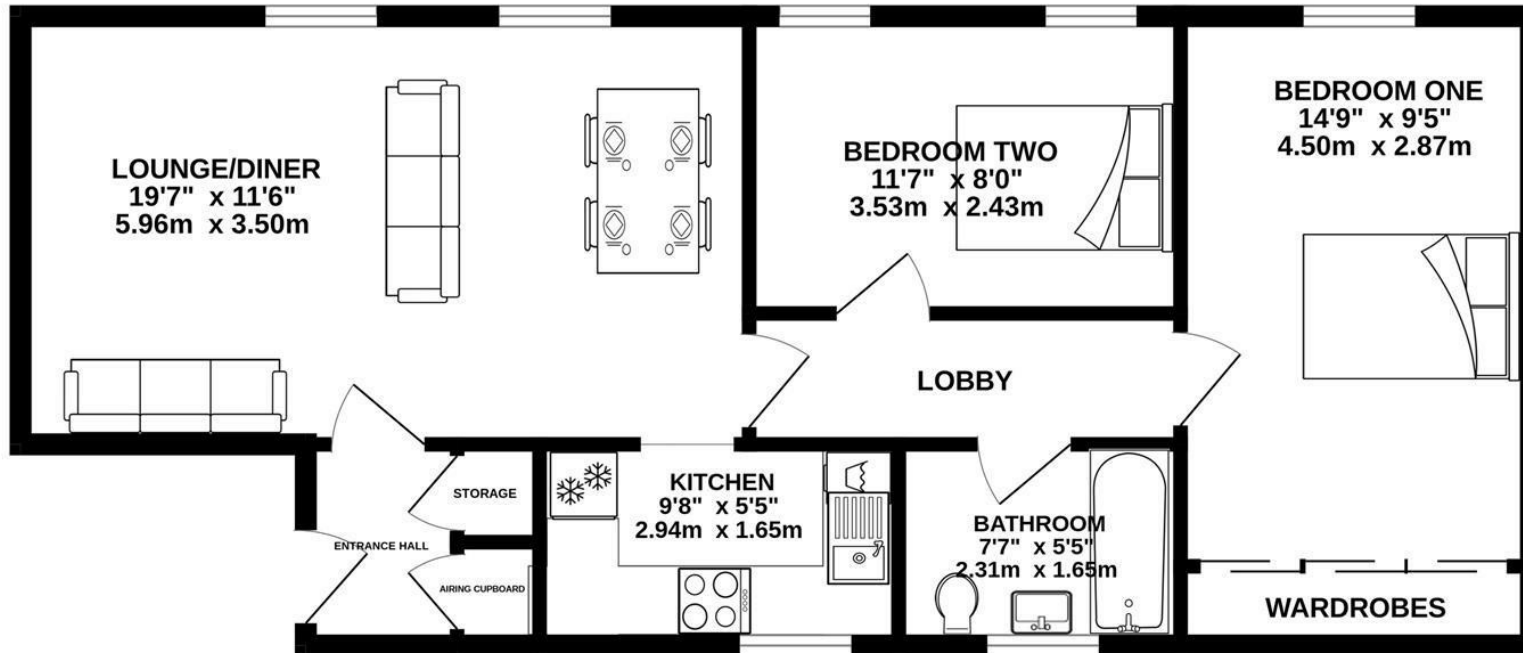 LOUNGE/DINER
19'7" x 11'6"
5.96m x 3.50m
BEDROOM TWO
11'7" x 8'0"
3.53m x 2.43m
BEDROOM ONE
14'9" x 9'5"
4.50m x 2.87m
LOBBY
KITCHEN
9'8" x 5'5"
2.94m x 1.65m
STORAGE
ENTRANCE HALL
AIRING CUPBOARD
BATHROOM
7'7" x 5'5"
2.31m x 1.65m
WARDROBES